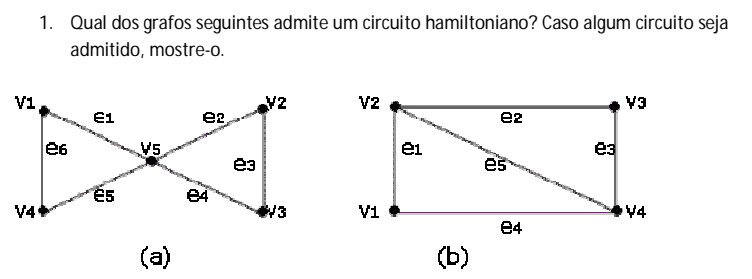 1. Qual dos grafos seguintes admite um circuito hamiltoniano? Caso algum circuito seja
admitido, mostre-o.
V1 e1 e2 V2
e6 V5 e3
V4 e5 e4 V3
(a)
V2 e2 V3
e1 e5 e3
V1 e4 V4
(b)